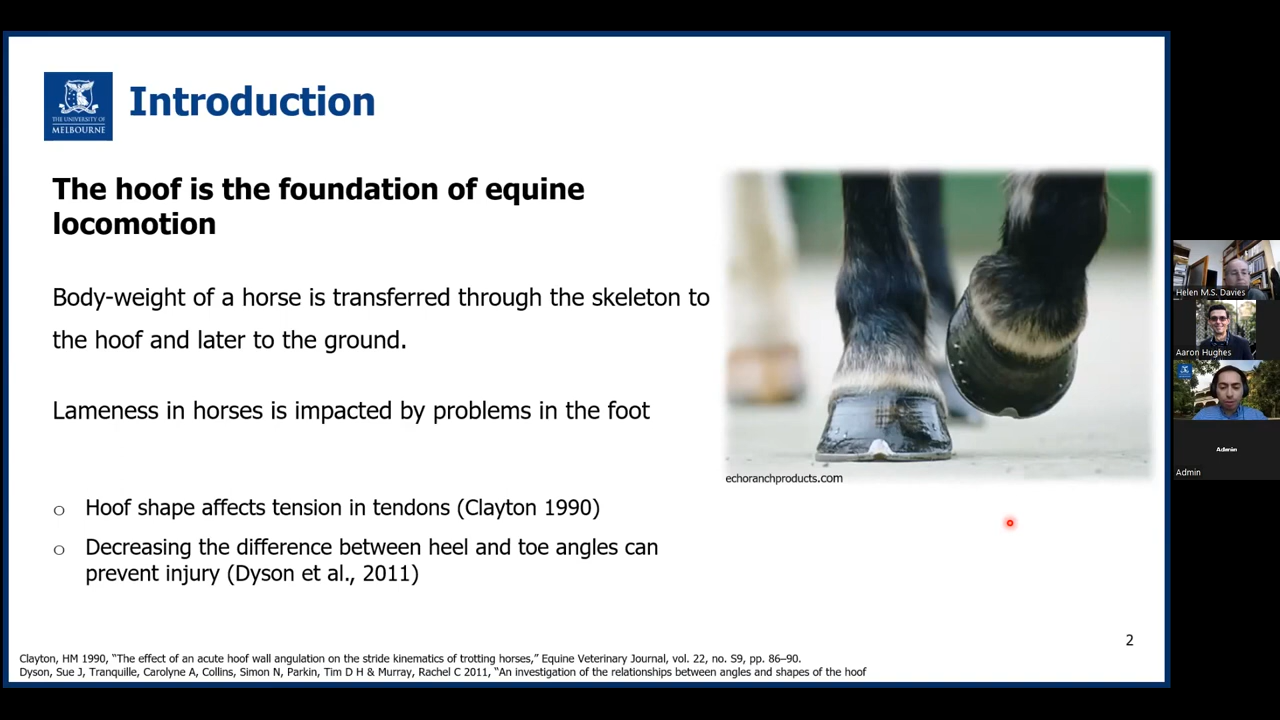 THE UNIVERSITY OF
MELBOURNE
Introduction
The hoof is the foundation of equine
locomotion
Body-weight of a horse is transferred through the skeleton to
the hoof and later to the ground.
Lameness in horses is impacted by problems in the foot
echoranchproducts.com
Hoof shape affects tension in tendons (Clayton 1990)
Decreasing the difference between heel and toe angles can
prevent injury (Dyson et al., 2011)
2
Clayton, HM 1990, “The effect of an acute hoof wall angulation on the stride kinematics of trotting horses,” Equine Veterinary Journal, vol. 22, no. S9, pp. 86–90.
Dyson, Sue J, Tranquille, Carolyne A, Collins, Simon N, Parkin, Tim D H & Murray, Rachel C 2011, “An investigation of the relationships between angles and shapes of the hoof
Helen M.S. Davies
Aaron Hughes
Admin
Admin